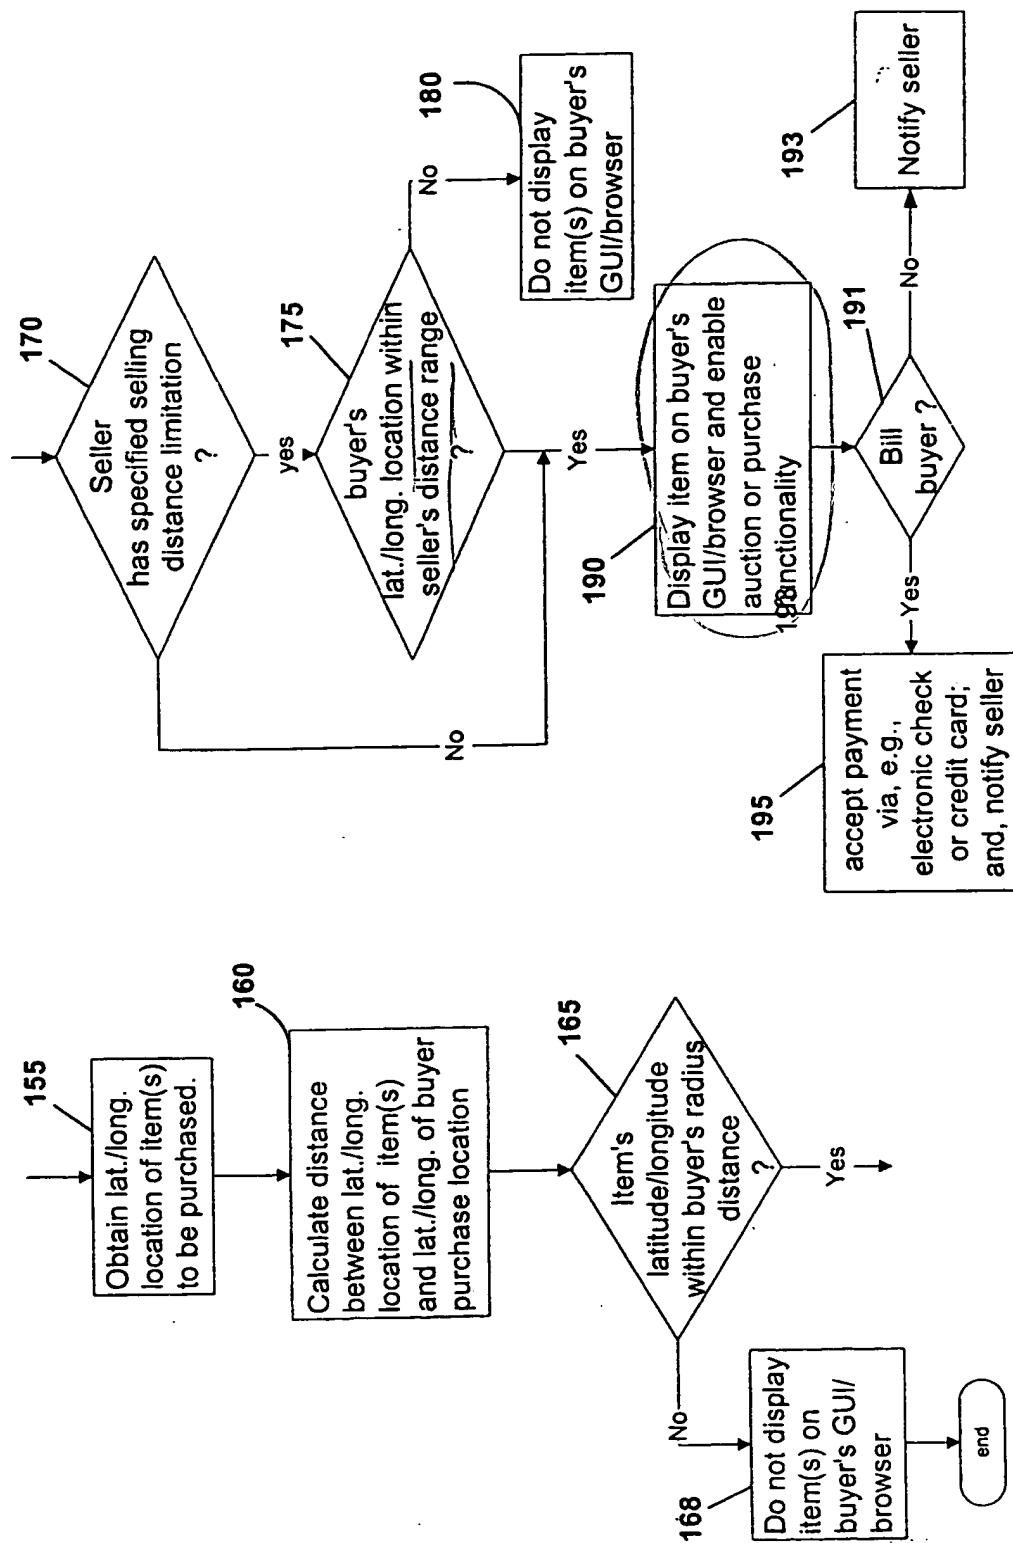 155
Obtain lat./long.
location of item(s)
to be purchased.
160
Calculate distance
between lat./long.
location of item(s)
and lat./long. of buyer
purchase location
165
Item's
latitude/longitude
within buyer's radius
distance
?
No
Yes
168
Do not display
item(s) on
buyer's GUI/
browser
end
170
Seller
has specified selling
distance limitation
?
yes
No
175
buyer's
lat./long. location within
seller's distance range
?
No
180
Do not display
item(s) on buyer's
GUI/browser
Yes
190
Display item on buyer's
GUI/browser and enable
auction or purchase
functionality
191
Bill
buyer ?
Yes
No
193
Notify seller
195
accept payment
via, e.g.,
electronic check
or credit card;
and, notify seller